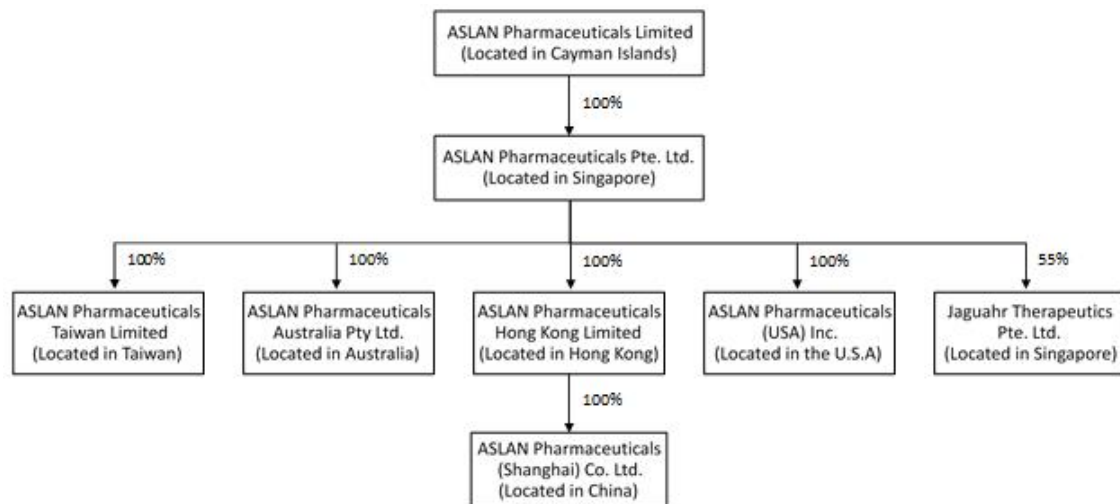 ASLAN Pharmaceuticals Limited
(Located in Cayman Islands)
100%
ASLAN Pharmaceuticals Pte. Ltd.
(Located in Singapore)
100%
100%
100%
100%
55%
ASLAN Pharmaceuticals
Taiwan Limited
(Located in Taiwan)
ASLAN Pharmaceuticals
Australia Pty Ltd.
(Located in Australia)
ASLAN Pharmaceuticals
Hong Kong Limited
(Located in Hong Kong)
ASLAN Pharmaceuticals
(USA) Inc.
(Located in the U.S.A)
Jaguahr Therapeutics
Pte. Ltd.
(Located in Singapore)
100%
ASLAN Pharmaceuticals
(Shanghai) Co. Ltd.
(Located in China)